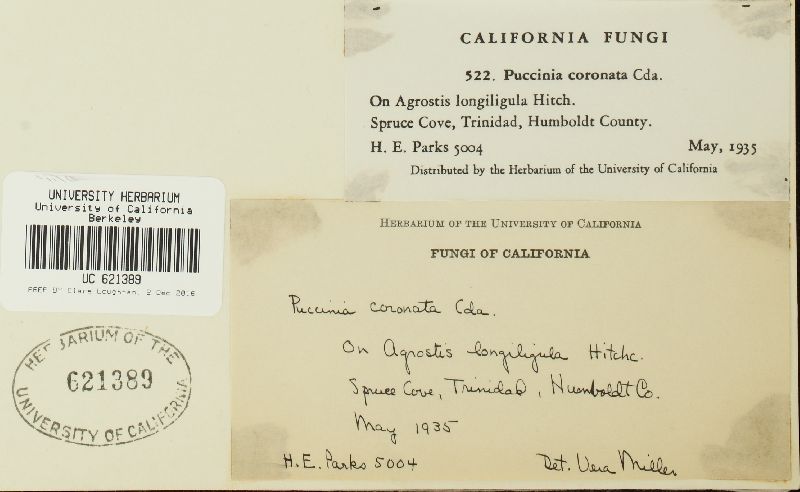 CALIFORNIA FUNGI
522. Puccinia coronata Cda.
On Agrostis longiligula Hitch.
Spruce Cove, Trinidad, Humboldt County.
H. E. Parks 5004 May, 1935
Distributed by the Herbarium of the University of California
UNIVERSITY HERBARIUM
University of California
Berkeley
UC 621389
2 Dec 2016
HERBARIUM OF THE
621389
UNIVERSITY OF CALIFORNIA
HERBARIUM OF THE UNIVERSITY OF CALIFORNIA
FUNGI OF CALIFORNIA
Puccinia coronata Cda.
On Agrostis longiligula Hitchc.
Spruce Cove, Trinidad, Humboldt Co.
May 1935
H. E. Parks 5004 Det. Vera Miller